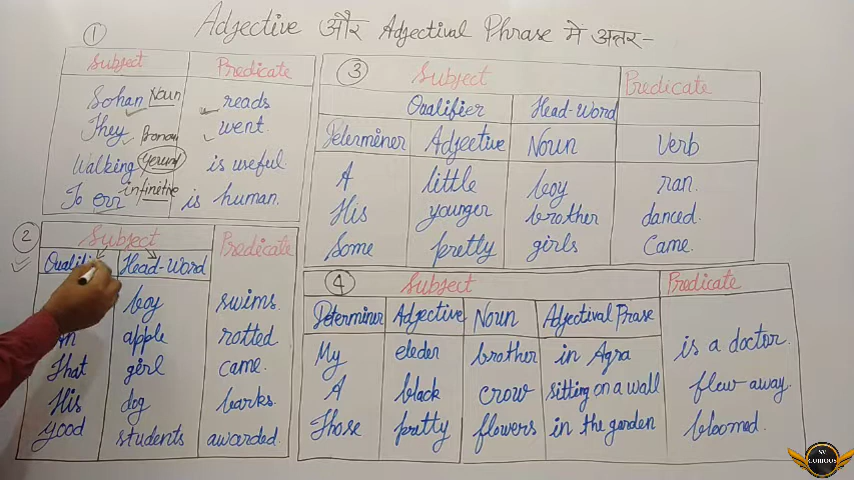 Adjective और Adjectival Phrase में अन्तर-
1
Subject Predicate
Sohan Noun reads
They Pronoun went
Walking Gerund is useful
To err infinitive is human.
2
Subject Predicate
Head-Word
boy swims.
An apple rotted
That girl came.
His dog barks.
good students awarded.
3
Subject Predicate
Qualifier Head-Word
Determiner Adjective Noun Verb
A little boy ran.
His younger brother danced.
Some pretty girls Came.
4
Subject Predicate
Determiner Adjective Noun Adjectival Phrase
My eleder brother in Agra is a doctor.
A black crow sitting on a wall flew away.
Those pretty flowers in the garden bloomed.
SV
CURIOUS